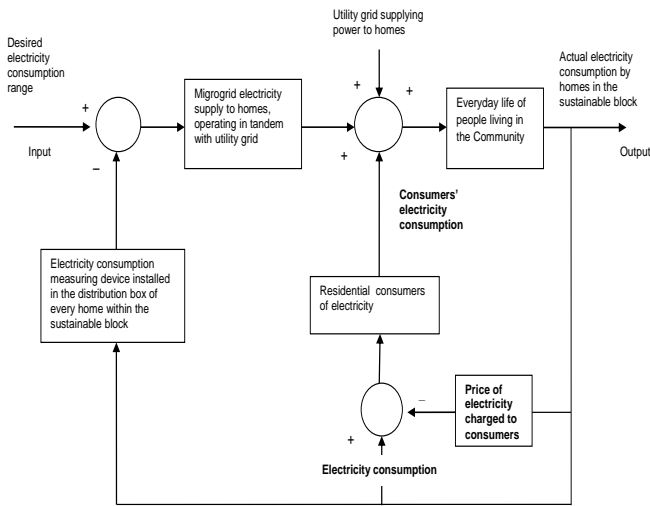 Desired
electricity
consumption
range
+
Input
–
Migrogrid electricity
supply to homes,
operating in tandem
with utility grid
Utility grid supplying
power to homes
+
+
+
Everyday life of
people living in
the Community
Actual electricity
consumption by
homes in the
sustainable block
Output
Consumers'
electricity
consumption
Electricity consumption
measuring device installed
in the distribution box of
every home within the
sustainable block
Residential consumers
of electricity
–
Price of
electricity
charged to
consumers
+
Electricity consumption